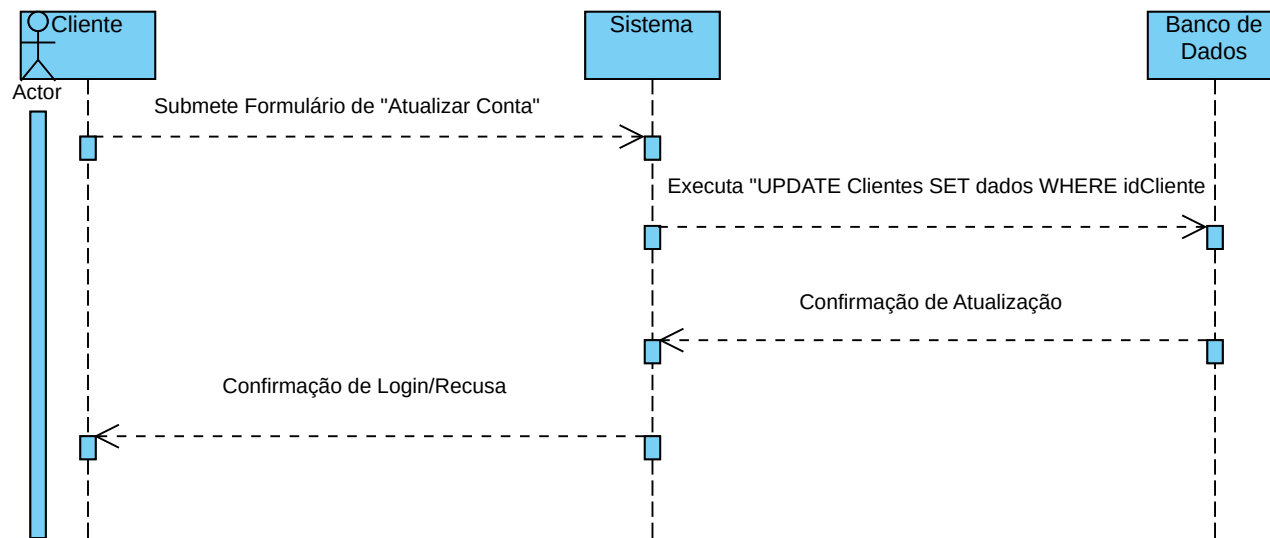 Cliente
Sistema
Banco de
Dados
Actor
Submete Formulário de "Atualizar Conta"
Executa "UPDATE Clientes SET dados WHERE idCliente
Confirmação de Atualização
Confirmação de Login/Recusa